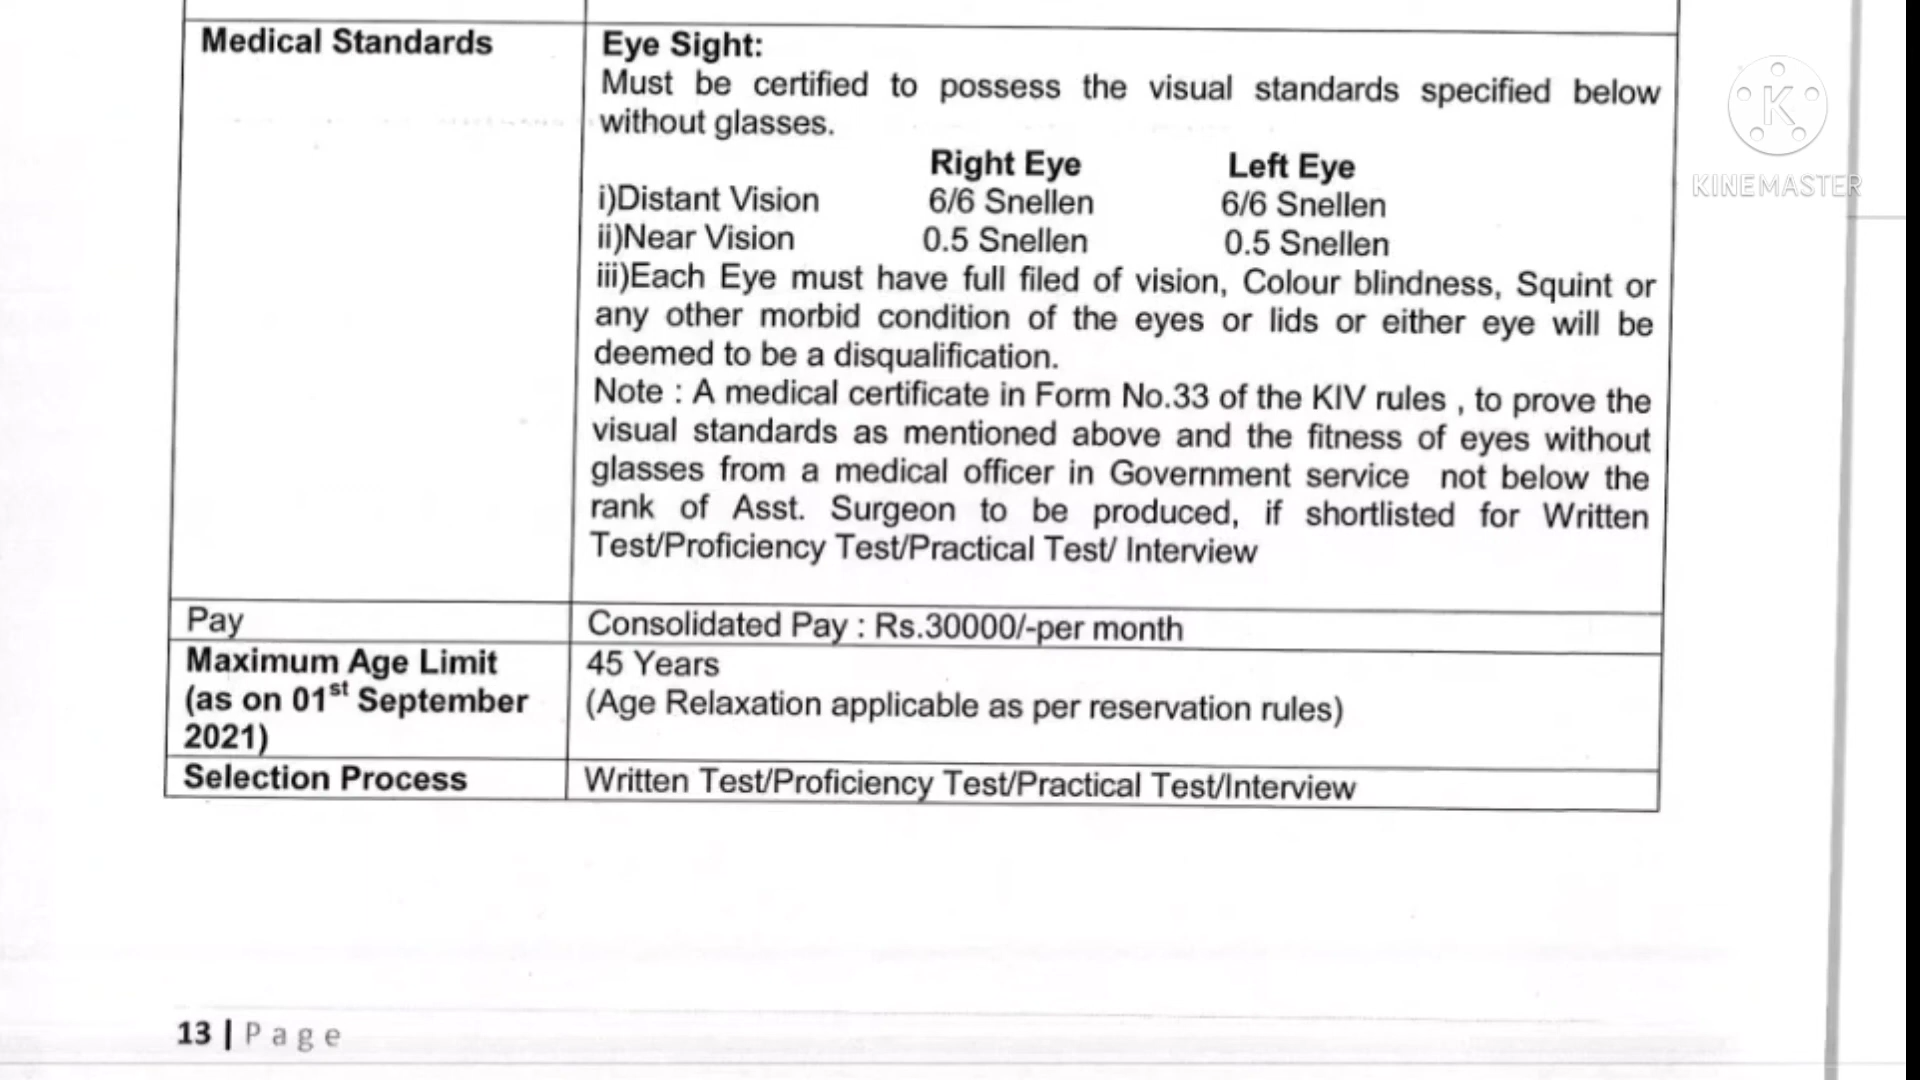 Medical Standards
Eye Sight:
Must be certified to possess the visual standards specified below
without glasses.
Right Eye Left Eye
i)Distant Vision 6/6 Snellen 6/6 Snellen
ii)Near Vision 0.5 Snellen 0.5 Snellen
iii)Each Eye must have full filed of vision, Colour blindness, Squint or
any other morbid condition of the eyes or lids or either eye will be
deemed to be a disqualification.
Note : A medical certificate in Form No.33 of the KIV rules , to prove the
visual standards as mentioned above and the fitness of eyes without
glasses from a medical officer in Government service not below the
rank of Asst. Surgeon to be produced, if shortlisted for Written
Test/Proficiency Test/Practical Test/ Interview
Pay
Consolidated Pay : Rs.30000/-per month
Maximum Age Limit
(as on 01st September
2021)
45 Years
(Age Relaxation applicable as per reservation rules)
Selection Process
Written Test/Proficiency Test/Practical Test/Interview
13 | Page
K
KINEMASTER